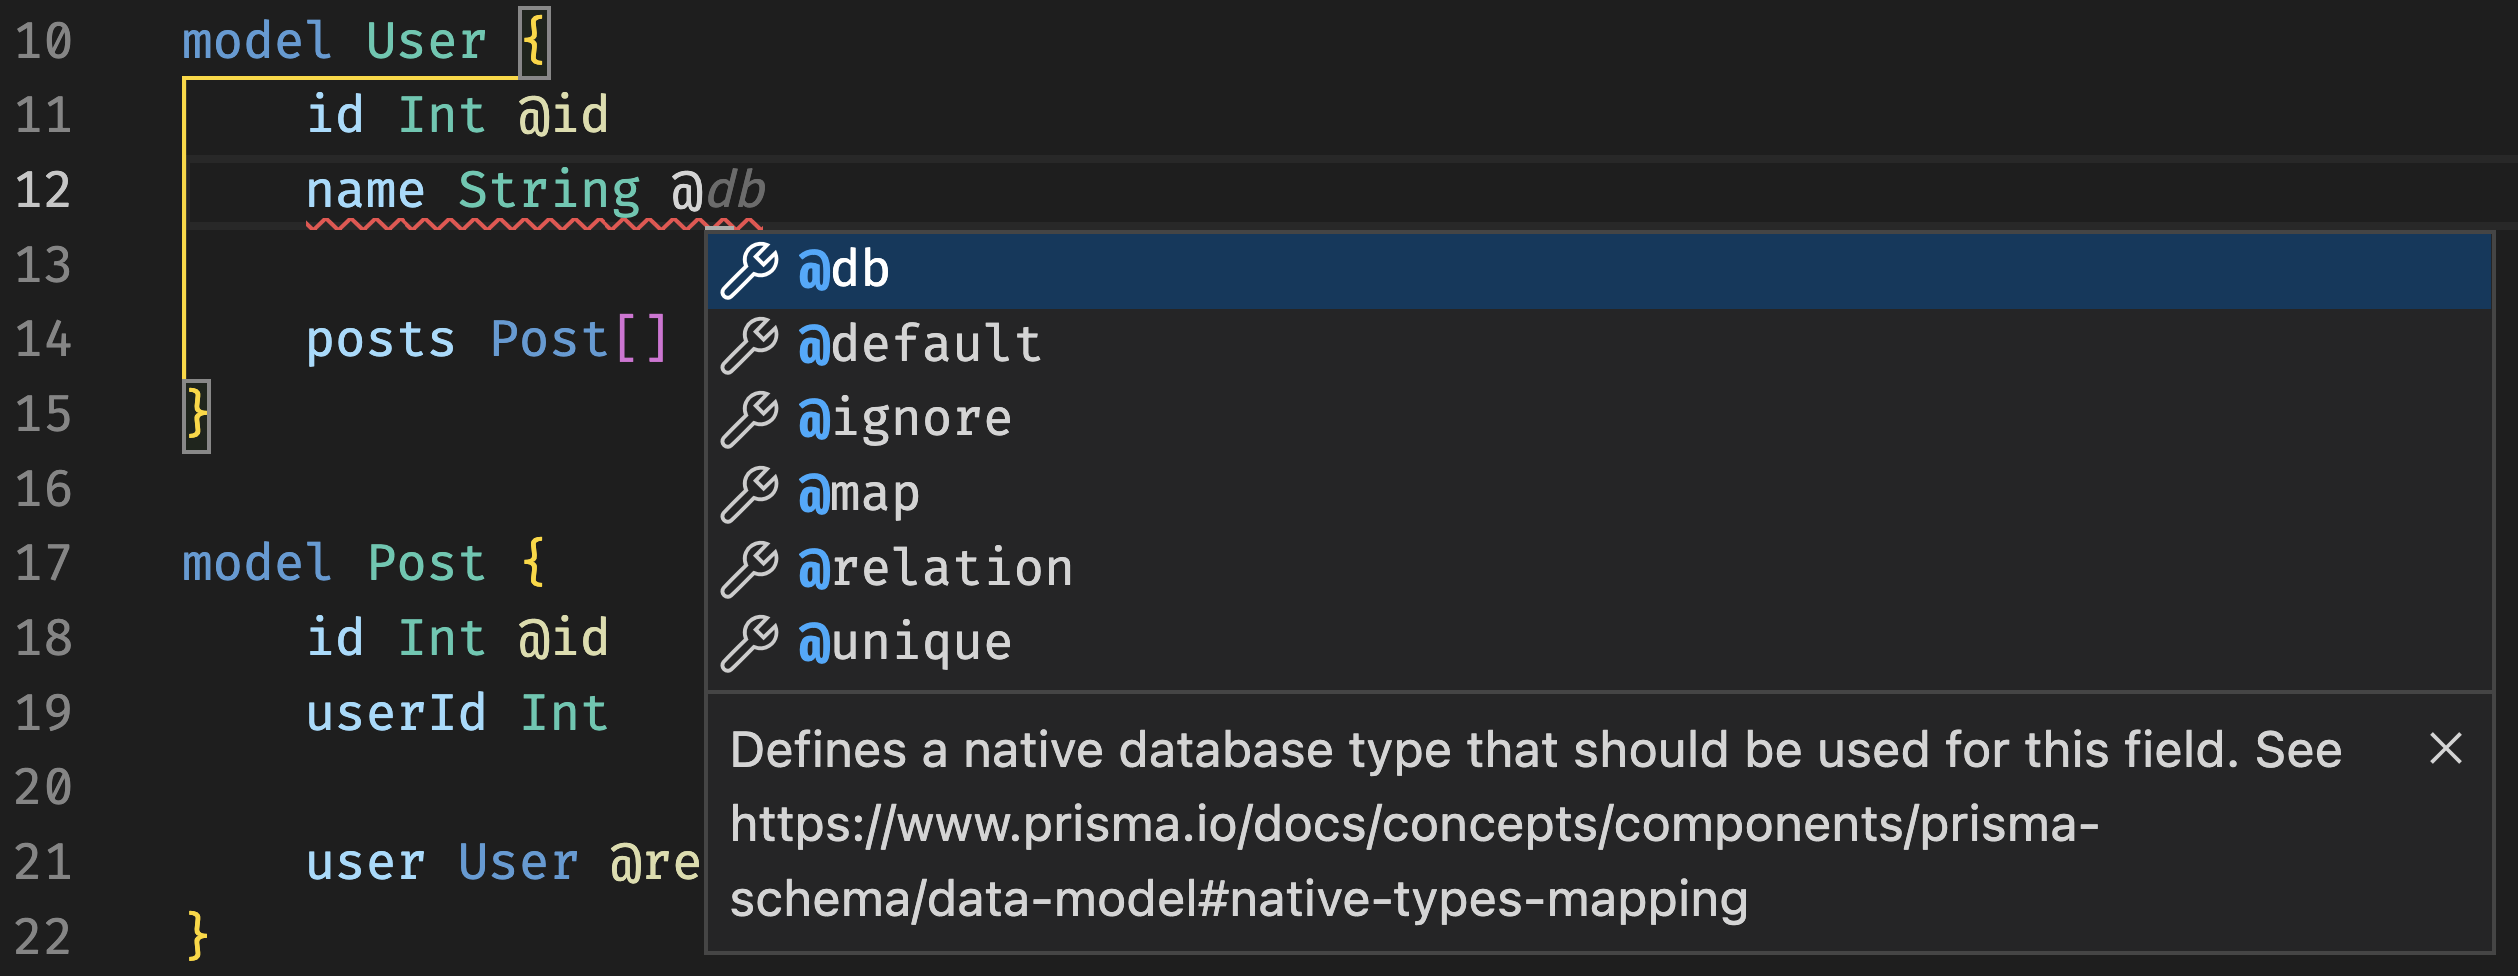 10 model User {
11 id Int @id
12 name String @db
@db
13
@default
14 posts Post[]
@ignore
15 }
@map
16
@relation
17 model Post {
@unique
18 id Int @id
19 userId Int
Defines a native database type that should be used for this field. See
https://www.prisma.io/docs/concepts/components/prisma-
schema/data-model#native-types-mapping
20
21 user User @re
22 }